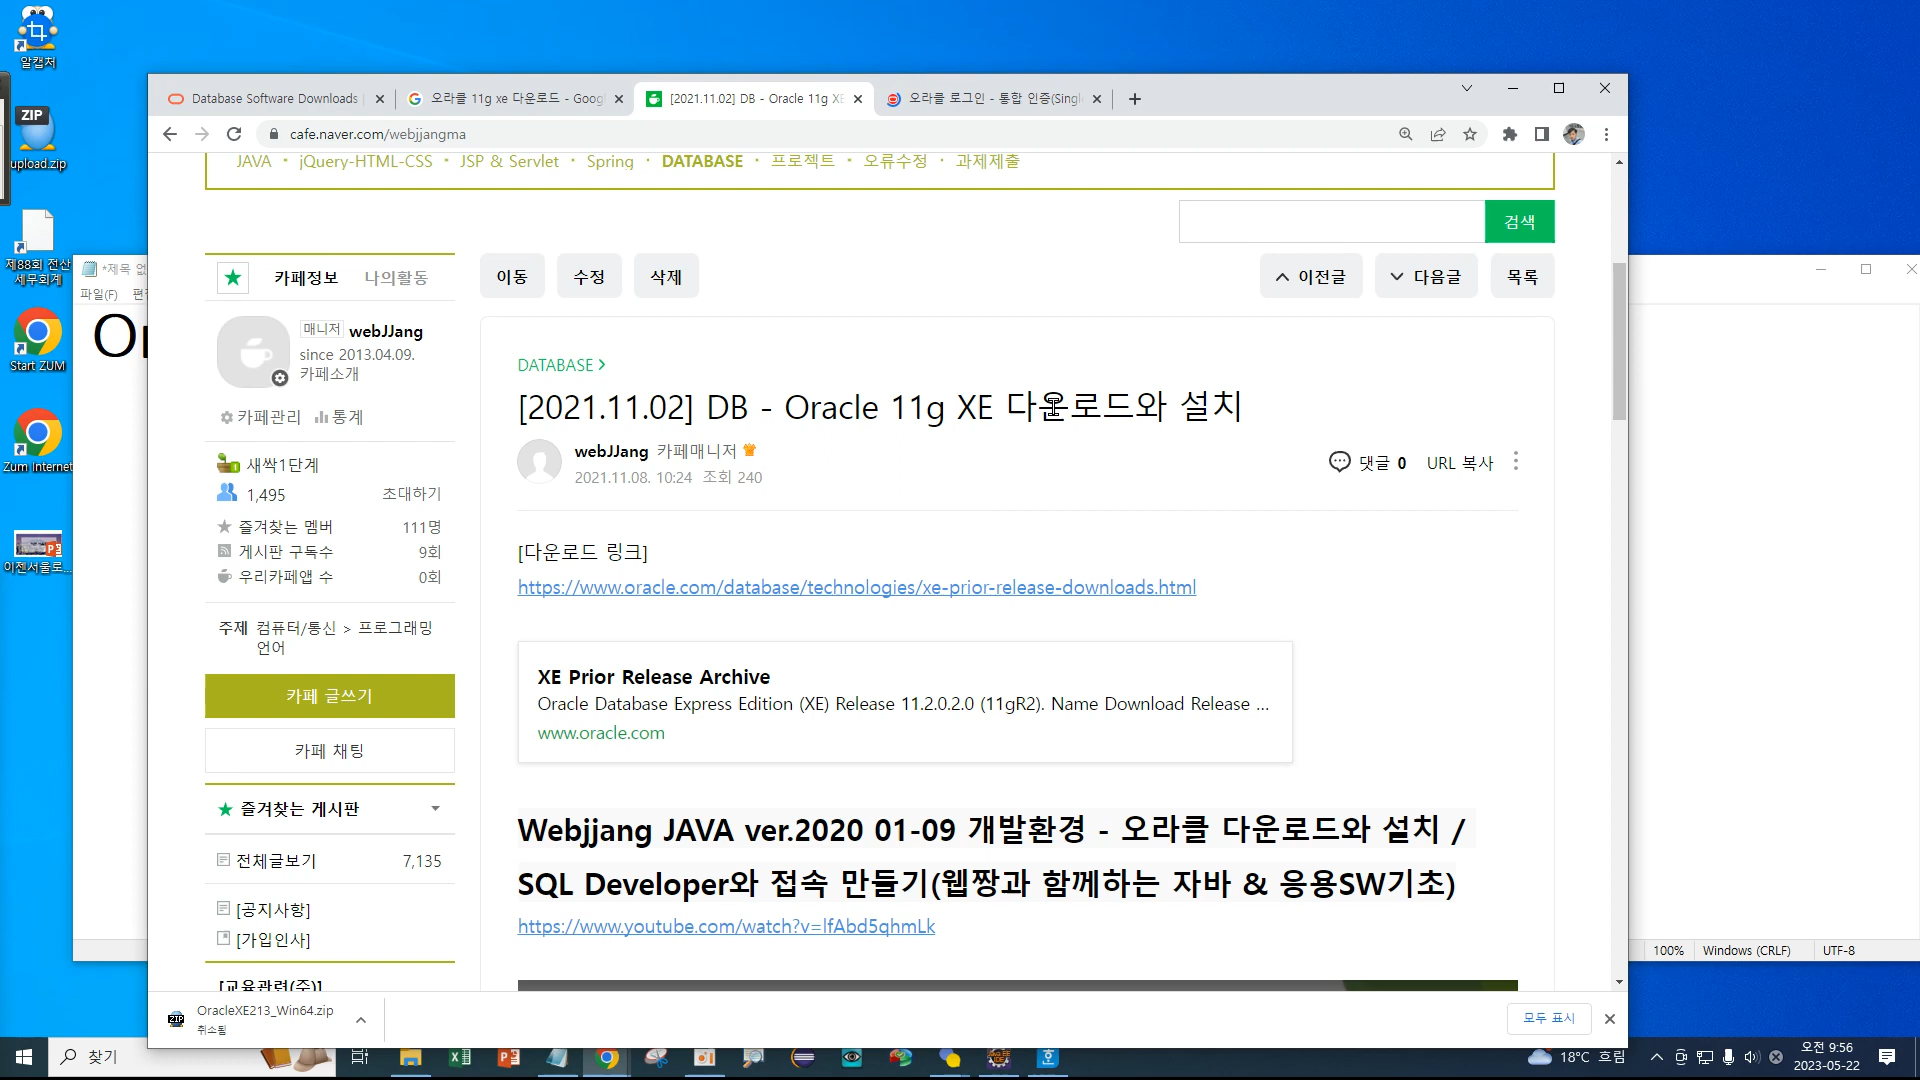 알캡처
ZIP
upload.zip
제88회 전산
세무회계
Start ZUM
Zum Internet
이젠서울로...
*제목 없
파일(F) 편
Or
Database Software Downloads
오라클 11g xe 다운로드 - Goog
[2021.11.02] DB - Oracle 11g XE
오라클 로그인 - 통합 인증(Singl
cafe.naver.com/webjjangma
JAVA · jQuery-HTML-CSS · JSP & Servlet · Spring · DATABASE · 프로젝트 · 오류수정 · 과제제출
검색
카페정보 나의활동
이동 수정 삭제
이전글 다음글 목록
매니저 webJJang
since 2013.04.09.
카페소개
카페관리 통계
새싹1단계
1,495 초대하기
즐겨찾는 멤버 111명
게시판 구독수 9회
우리카페앱 수 0회
주제 컴퓨터/통신 > 프로그래밍
언어
카페 글쓰기
카페 채팅
즐겨찾는 게시판
전체글보기 7,135
[공지사항]
[가입인사]
[교육관련(주)]
DATABASE >
[2021.11.02] DB - Oracle 11g XE 다운로드와 설치
webJJang 카페매니저
2021.11.08. 10:24 조회 240
댓글 0 URL 복사
[다운로드 링크]
https://www.oracle.com/database/technologies/xe-prior-release-downloads.html
XE Prior Release Archive
Oracle Database Express Edition (XE) Release 11.2.0.2.0 (11gR2). Name Download Release ...
www.oracle.com
Webjjang JAVA ver.2020 01-09 개발환경 - 오라클 다운로드와 설치 /
SQL Developer와 접속 만들기(웹짱과 함께하는 자바 & 응용SW기초)
https://www.youtube.com/watch?v=lfAbd5qhmLk
100% Windows (CRLF) UTF-8
OracleXE213_Win64.zip
취소됨
모두 표시
찾기
18°C 흐림
오전 9:56
2023-05-22